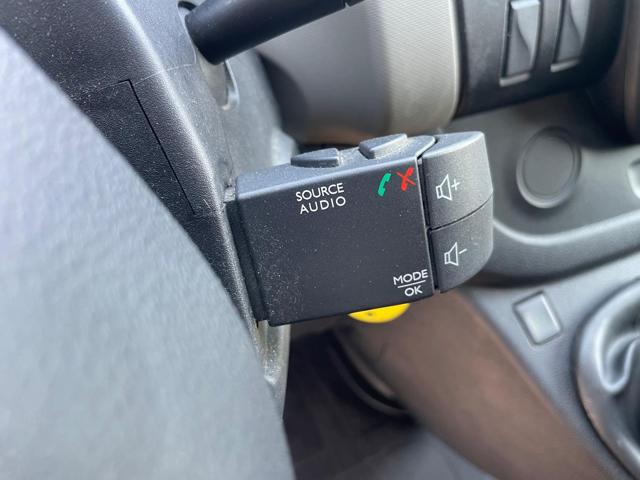 SOURCE
AUDIO
+
-
MODE
OK